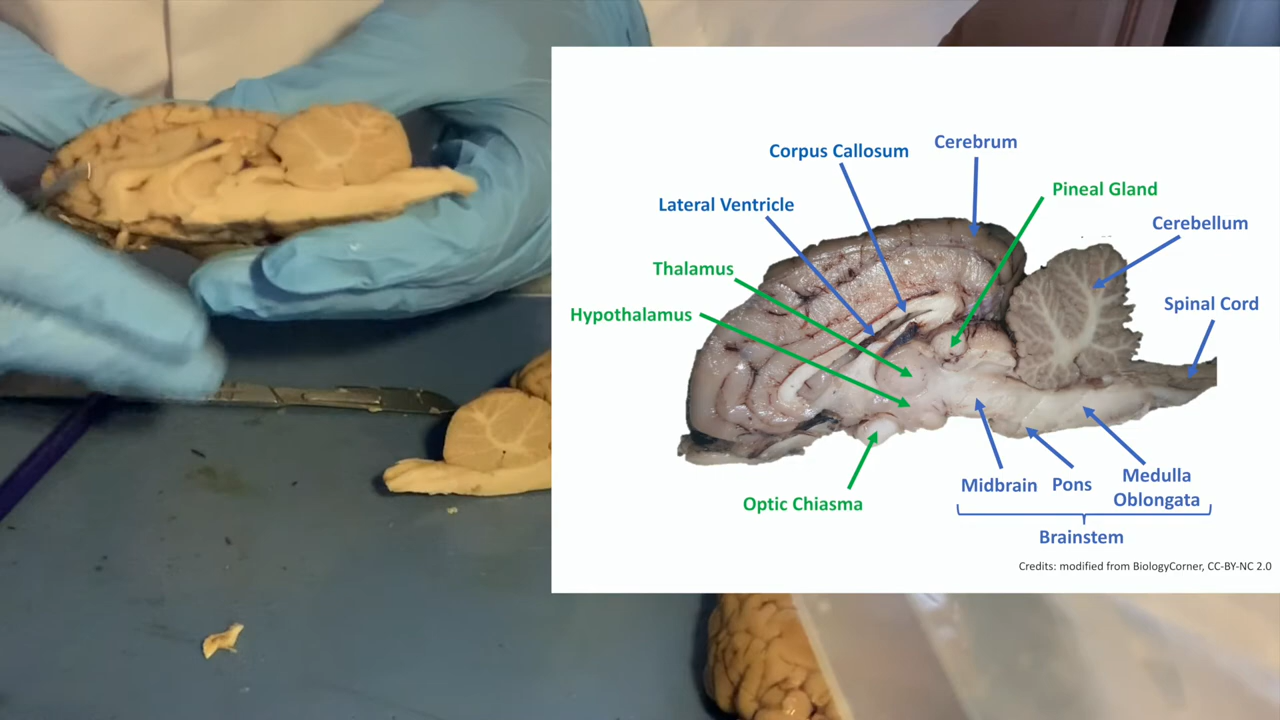 Cerebrum
Corpus Callosum
Pineal Gland
Lateral Ventricle
Cerebellum
Thalamus
Spinal Cord
Hypothalamus
Midbrain
Pons
Medulla
Oblongata
Optic Chiasma
Brainstem
Credits: modified from BiologyCorner, CC-BY-NC 2.0